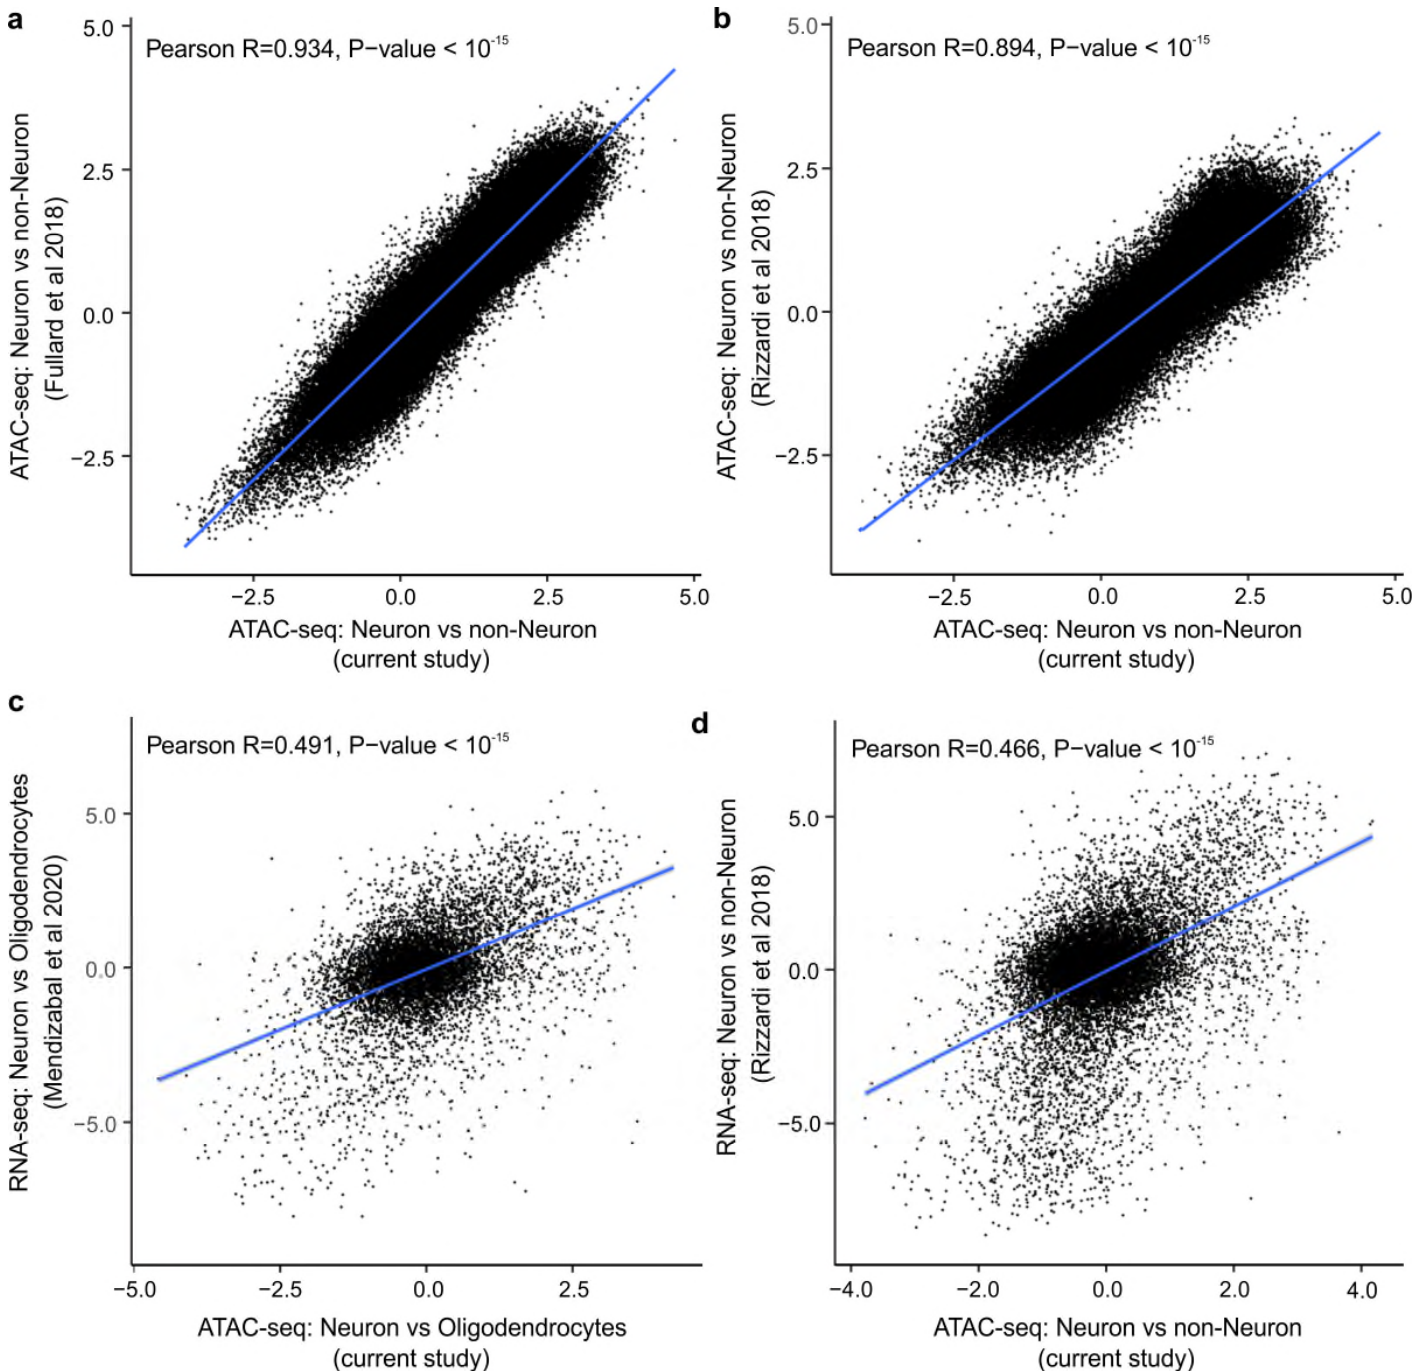 a
Pearson R=0.934, P−value < 10-15
ATAC-seq: Neuron vs non-Neuron
(Fullard et al 2018)
5.0
2.5
0.0
−2.5
−2.5
0.0
2.5
5.0
ATAC-seq: Neuron vs non-Neuron
(current study)
b
Pearson R=0.894, P−value < 10-15
ATAC-seq: Neuron vs non-Neuron
(Rizzardi et al 2018)
5.0
2.5
0.0
−2.5
−2.5
0.0
2.5
5.0
ATAC-seq: Neuron vs non-Neuron
(current study)
c
Pearson R=0.491, P−value < 10-15
RNA-seq: Neuron vs Oligodendrocytes
(Mendizabal et al 2020)
5.0
0.0
−5.0
−5.0
−2.5
0.0
2.5
ATAC-seq: Neuron vs Oligodendrocytes
(current study)
d
Pearson R=0.466, P−value < 10-15
RNA-seq: Neuron vs non-Neuron
(Rizzardi et al 2018)
5.0
0.0
−5.0
−4.0
−2.0
0.0
2.0
4.0
ATAC-seq: Neuron vs non-Neuron
(current study)